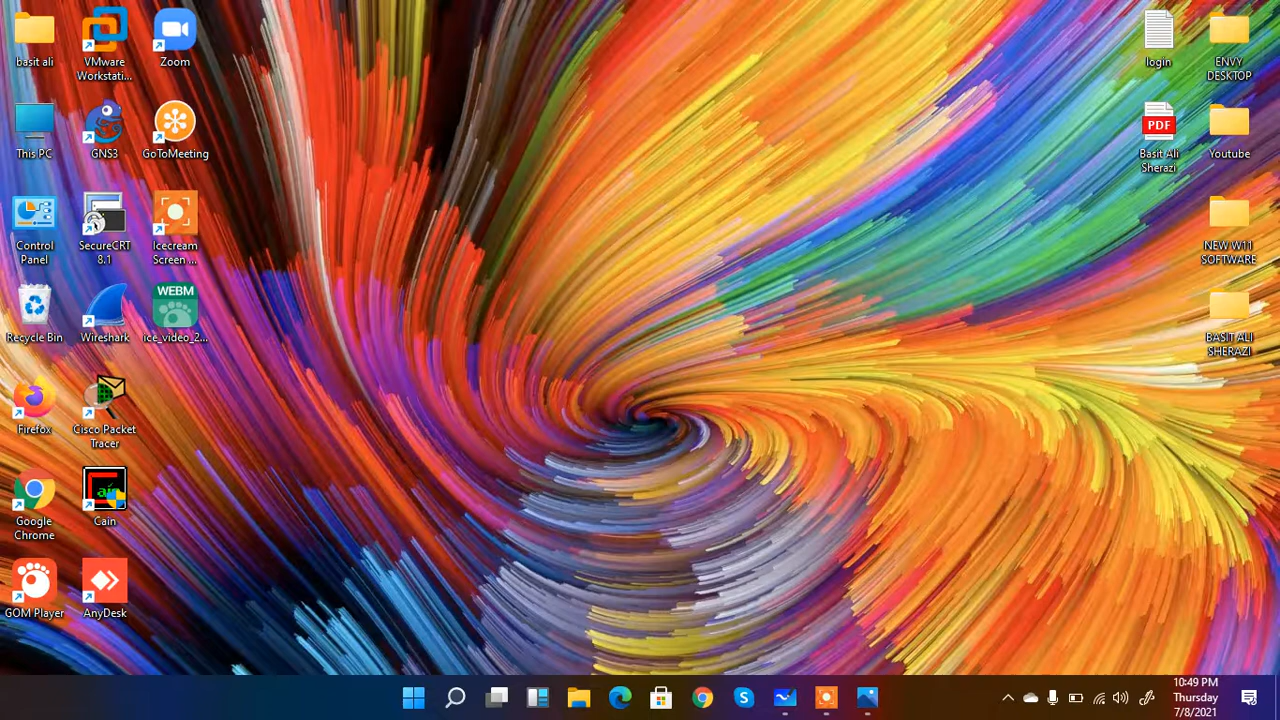 basit ali
VMware
Workstati...
Zoom
This PC
GNS3
GoToMeeting
Control
Panel
SecureCRT
8.1
Icecream
Screen ...
Recycle Bin
Wireshark
WEBM
ice_video_2...
Firefox
Cisco Packet
Tracer
Google
Chrome
Cain
GOM Player
AnyDesk
login
ENVY
DESKTOP
PDF
Basit Ali
Sherazi
Youtube
NEW W11
SOFTWARE
BASIT ALI
SHERAZI
10:49 PM
Thursday
7/8/2021